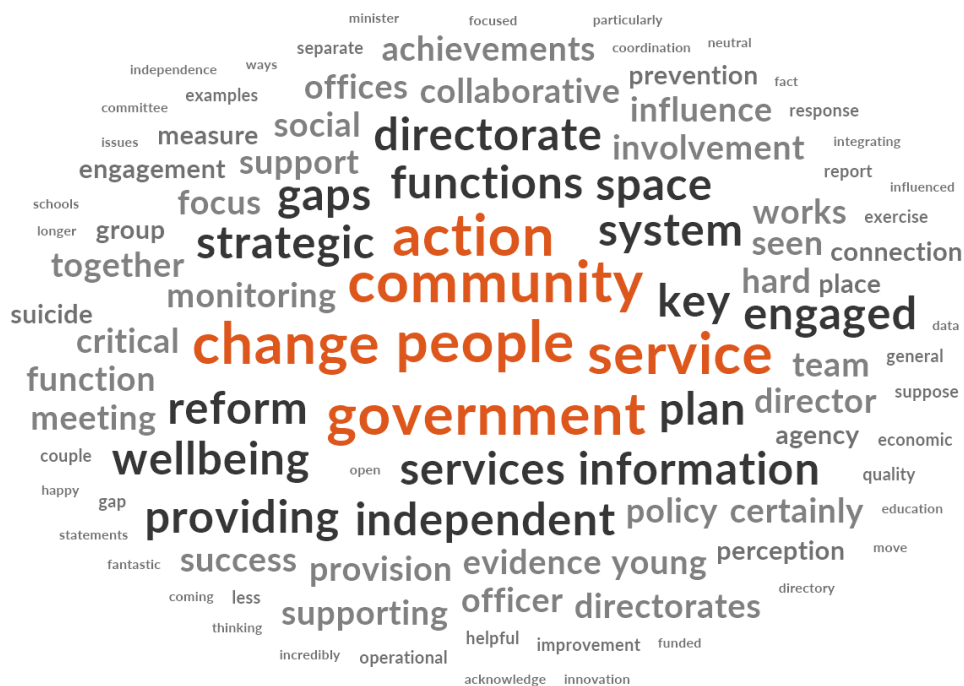 minister focused particularly
separate achievements coordination neutral
independence ways offices collaborative prevention fact
committee examples influence response
issues measure social directorate involvement integrating
engagement support functions space report influenced
schools focus gaps works exercise
longer group strategic action system seen connection
together monitoring community key hard place
suicide critical change people service engaged data
function team general
meeting reform government plan director suppose
couple wellbeing agency economic
happy open services information quality
gap providing independent policy certainly education
statements
fantastic success provision evidence young perception move
coming less supporting officer directorates directory
thinking helpful improvement funded
incredibly operational
acknowledge innovation